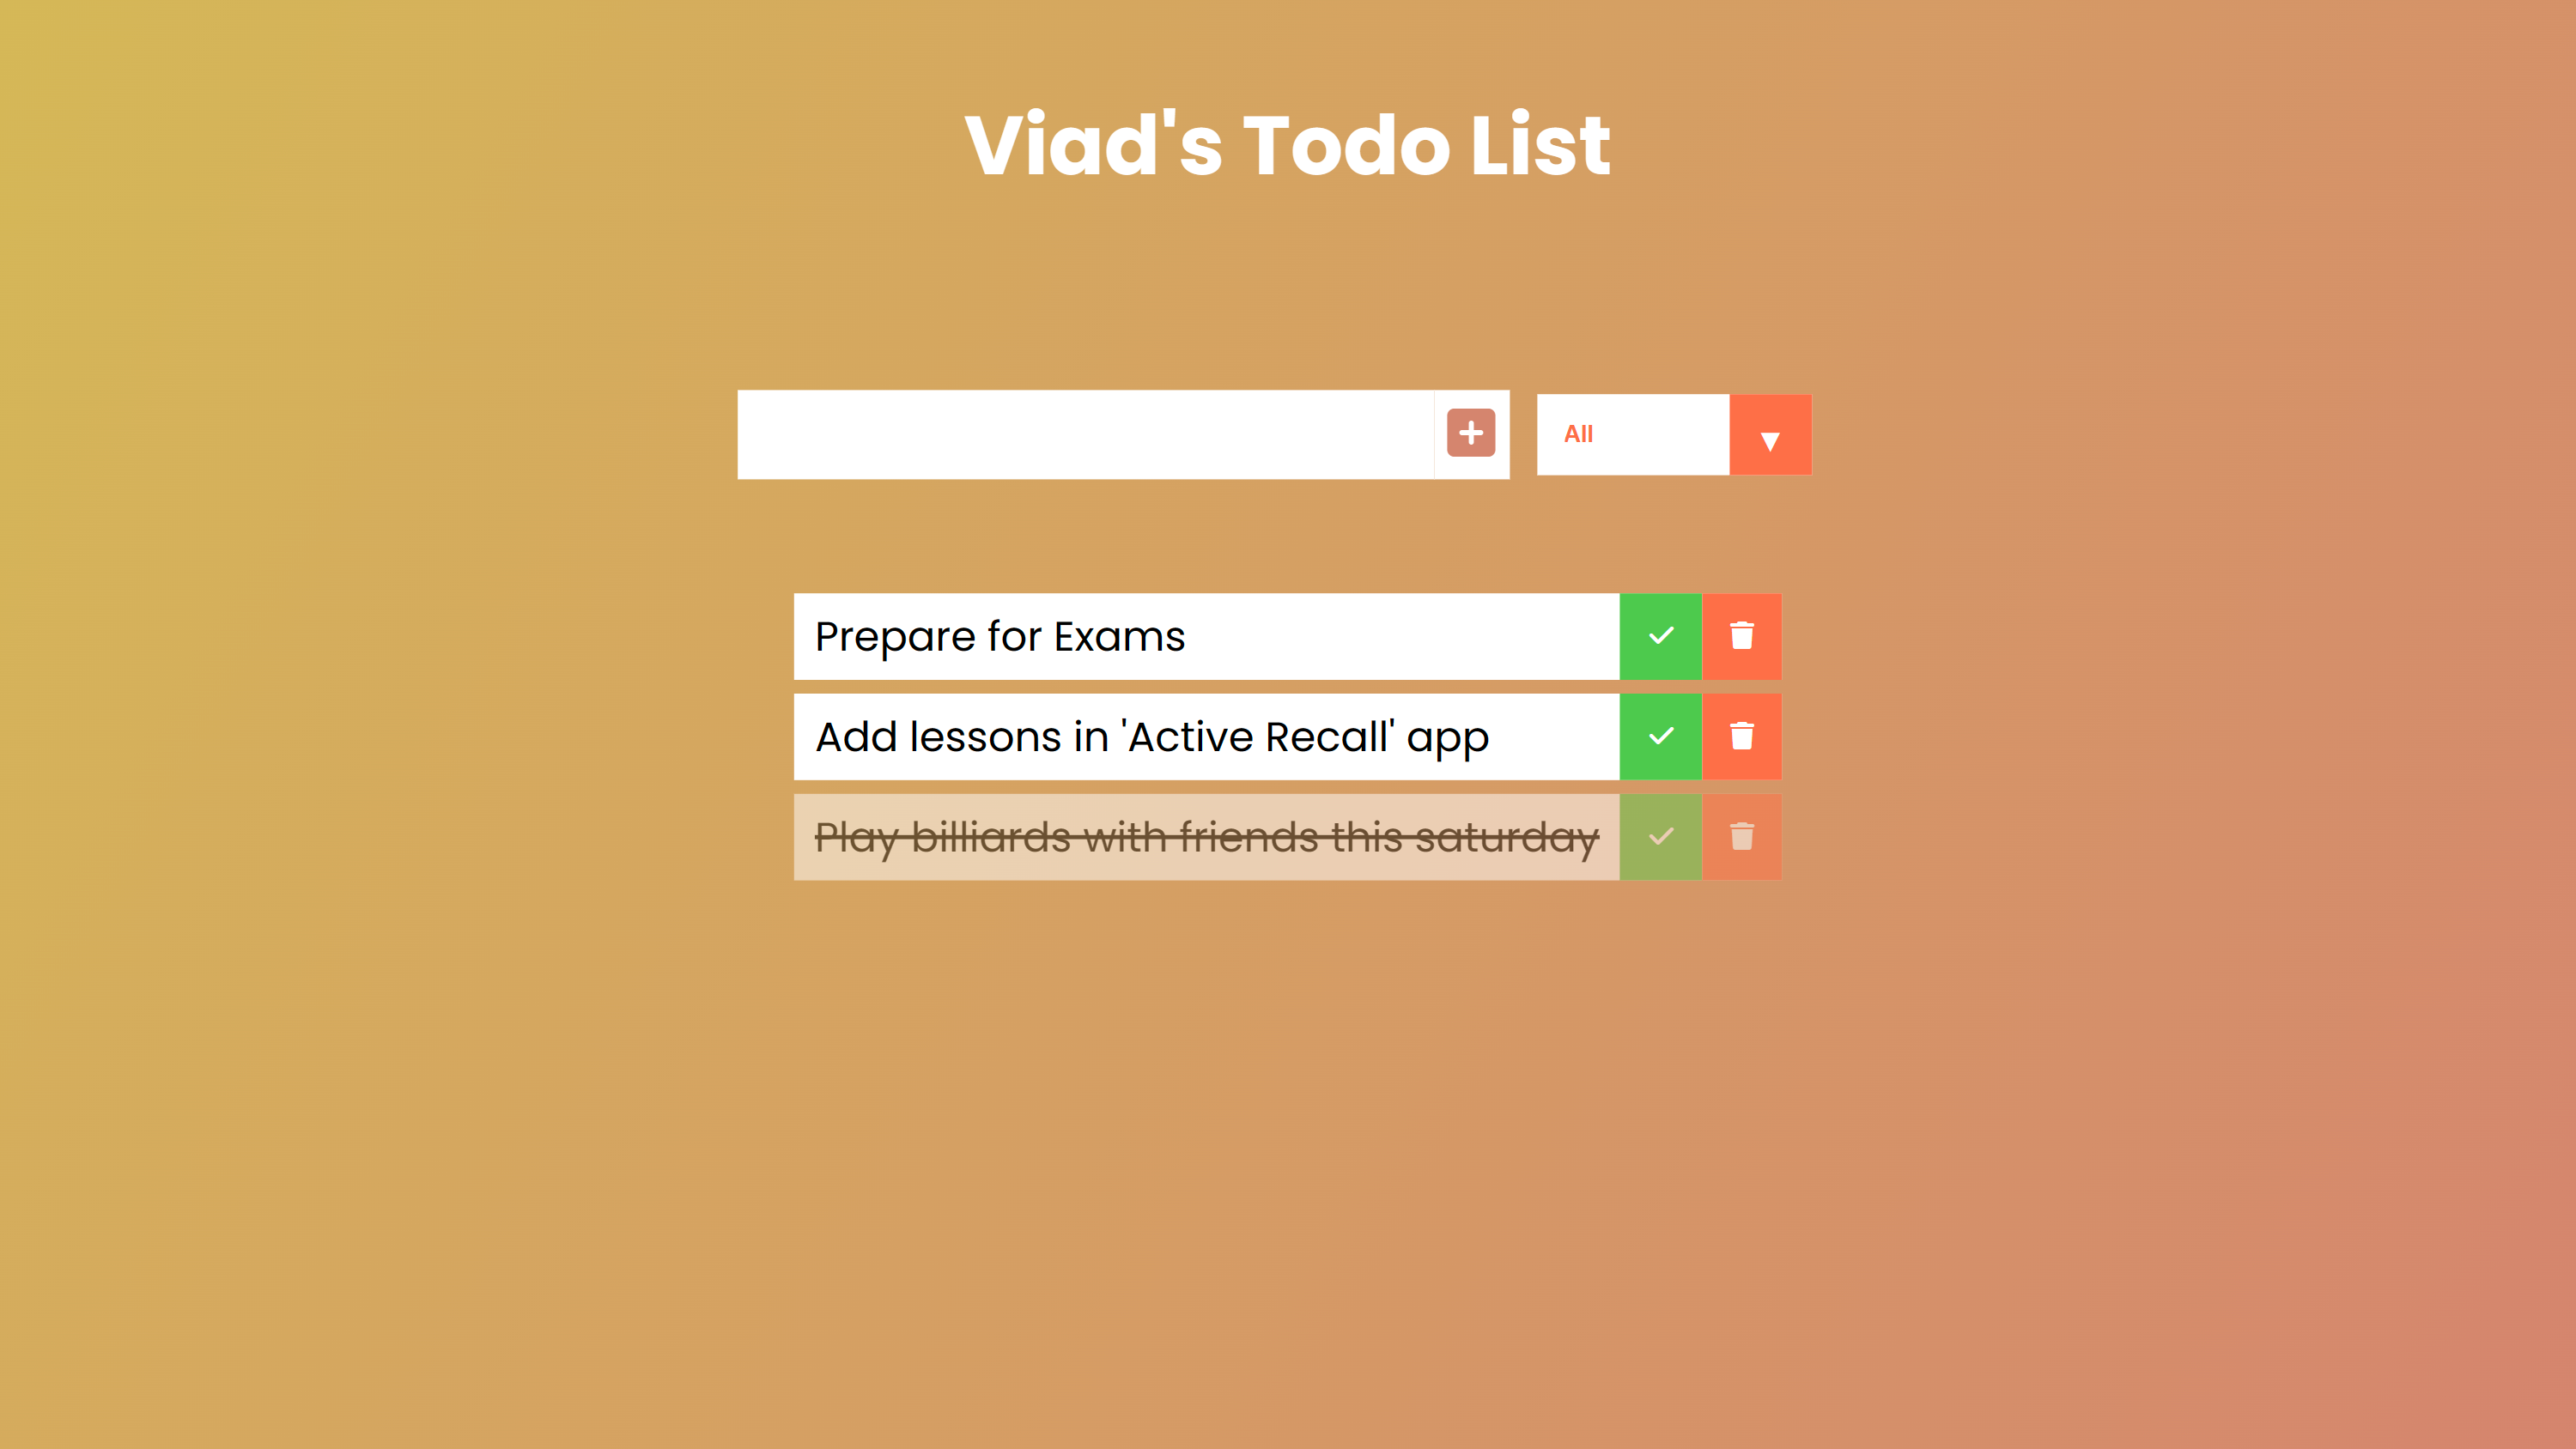 Viad's Todo List
All
Prepare for Exams
Add lessons in 'Active Recall' app
Play billiards with friends this saturday